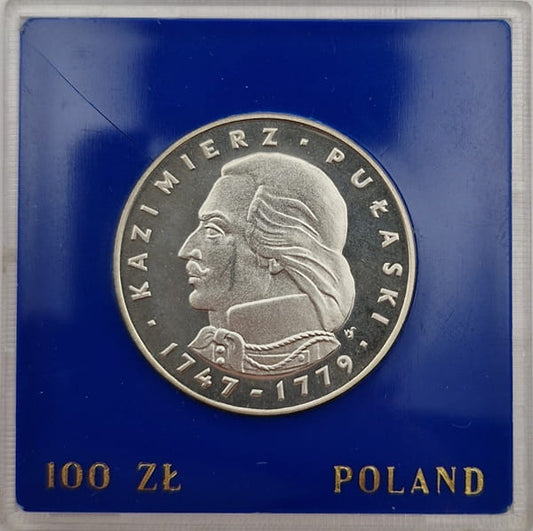 · KAZIMIERZ · PUŁASKI ·
1747-1779
100 ZŁ POLAND